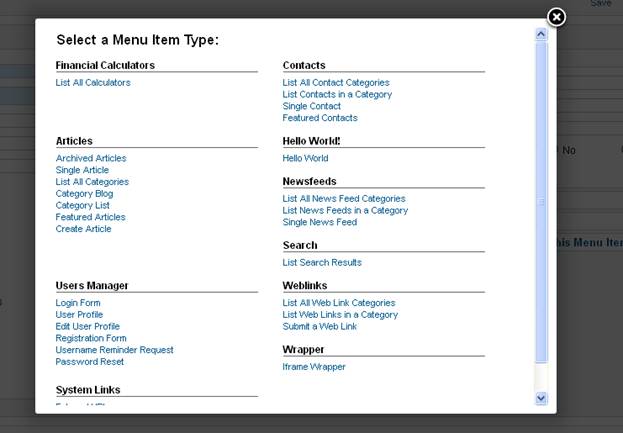 Save
Select a Menu Item Type:
Financial Calculators
List All Calculators
Contacts
List All Contact Categories
List Contacts in a Category
Single Contact
Featured Contacts
Articles
Archived Articles
Single Article
List All Categories
Category Blog
Category List
Featured Articles
Create Article
Hello World!
Hello World
Newsfeeds
List All News Feed Categories
List News Feeds in a Category
Single News Feed
Search
List Search Results
Users Manager
Login Form
User Profile
Edit User Profile
Registration Form
Username Reminder Request
Password Reset
Weblinks
List All Web Link Categories
List Web Links in a Category
Submit a Web Link
Wrapper
Iframe Wrapper
System Links
No
his Menu Iter